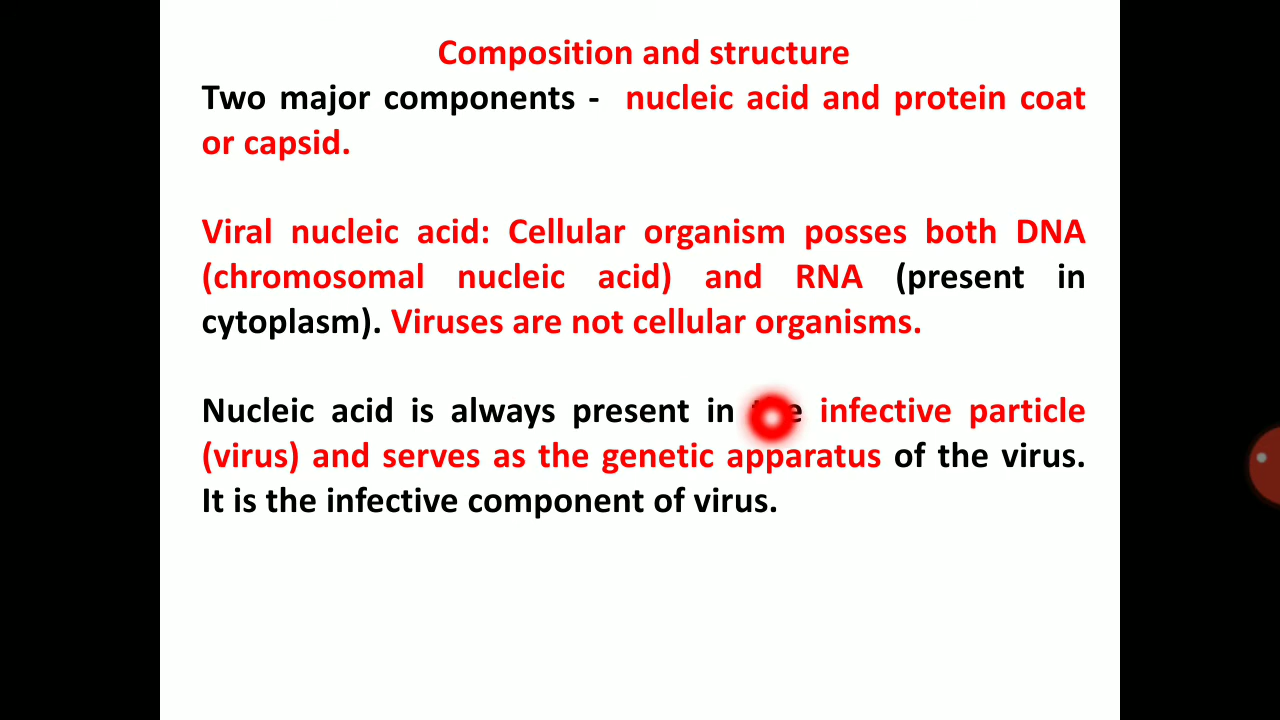 Composition and structure
Two major components - nucleic acid and protein coat
or capsid.
Viral nucleic acid: Cellular organism posses both DNA
(chromosomal nucleic acid) and RNA (present in
cytoplasm). Viruses are not cellular organisms.
Nucleic acid is always present in the infective particle
(virus) and serves as the genetic apparatus of the virus.
It is the infective component of virus.